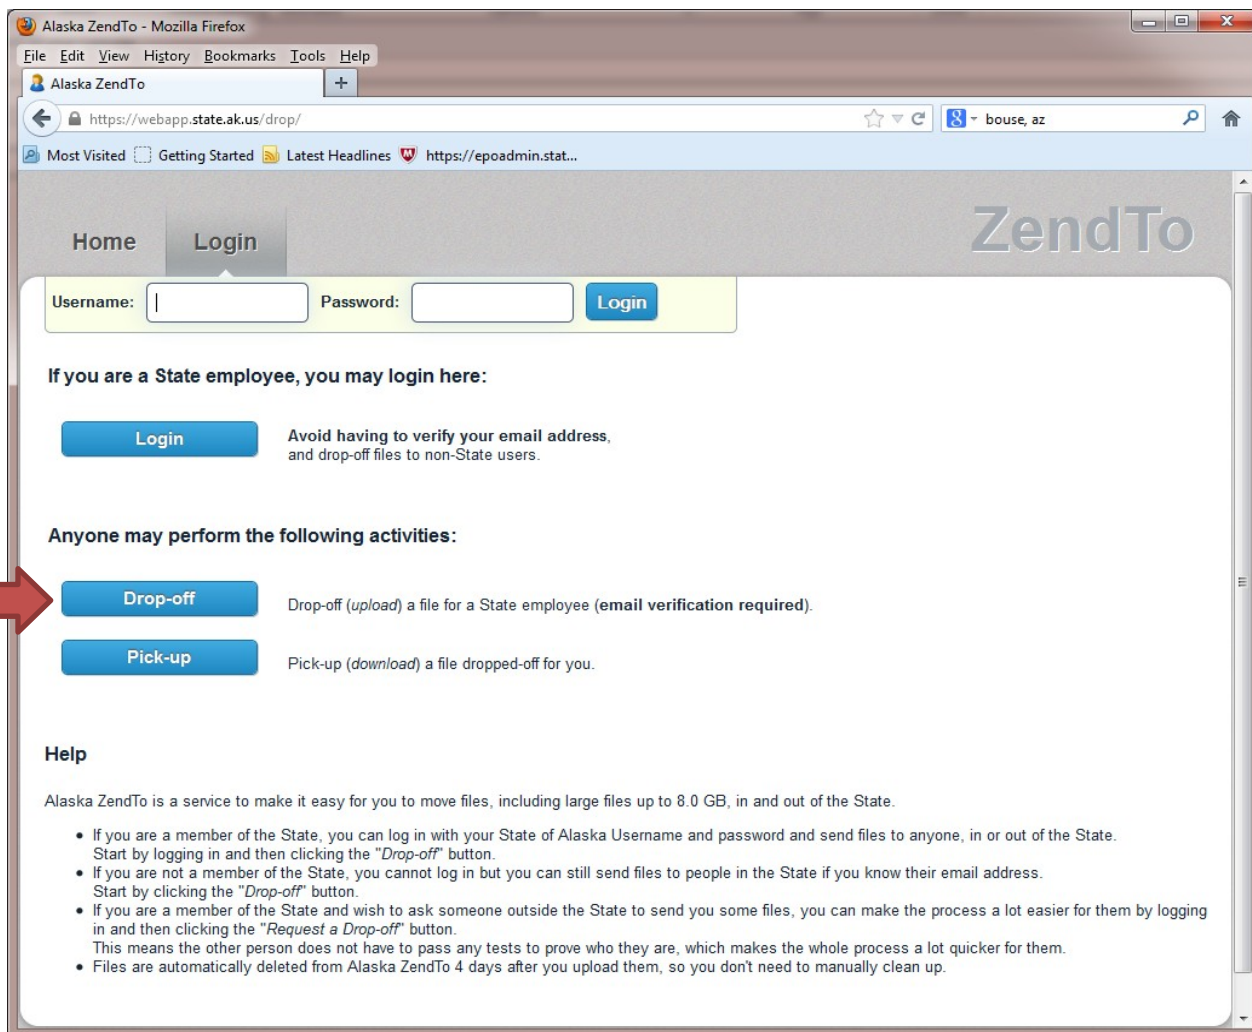 Alaska ZendTo - Mozilla Firefox
File Edit View History Bookmarks Tools Help
Alaska ZendTo +
https://webapp.state.ak.us/drop/ 8 bouse, az
Most Visited Getting Started Latest Headlines https://epoadmin.stat...
ZendTo
Home Login
Username: Password: Login
If you are a State employee, you may login here:
Login Avoid having to verify your email address,
and drop-off files to non-State users.
Anyone may perform the following activities:
Drop-off Drop-off (upload) a file for a State employee (email verification required).
Pick-up Pick-up (download) a file dropped-off for you.
Help
Alaska ZendTo is a service to make it easy for you to move files, including large files up to 8.0 GB, in and out of the State.
• If you are a member of the State, you can log in with your State of Alaska Username and password and send files to anyone, in or out of the State.
Start by logging in and then clicking the "Drop-off" button.
• If you are not a member of the State, you cannot log in but you can still send files to people in the State if you know their email address.
Start by clicking the "Drop-off" button.
• If you are a member of the State and wish to ask someone outside the State to send you some files, you can make the process a lot easier for them by logging
in and then clicking the "Request a Drop-off" button.
This means the other person does not have to pass any tests to prove who they are, which makes the whole process a lot quicker for them.
• Files are automatically deleted from Alaska ZendTo 4 days after you upload them, so you don't need to manually clean up.